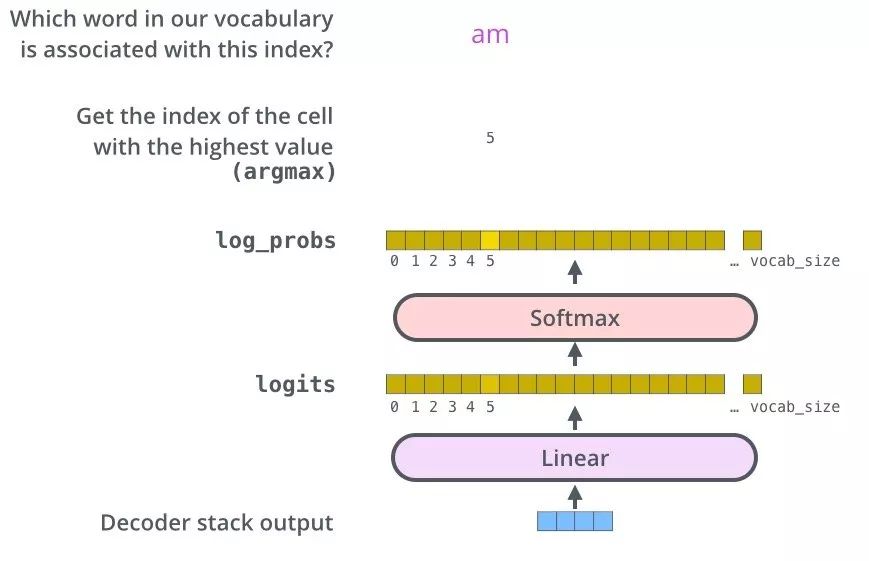 Which word in our vocabulary
is associated with this index?
am
Get the index of the cell
with the highest value
(argmax)
5
log_probs
0 1 2 3 4 5 … vocab_size
Softmax
logits
0 1 2 3 4 5 … vocab_size
Linear
Decoder stack output